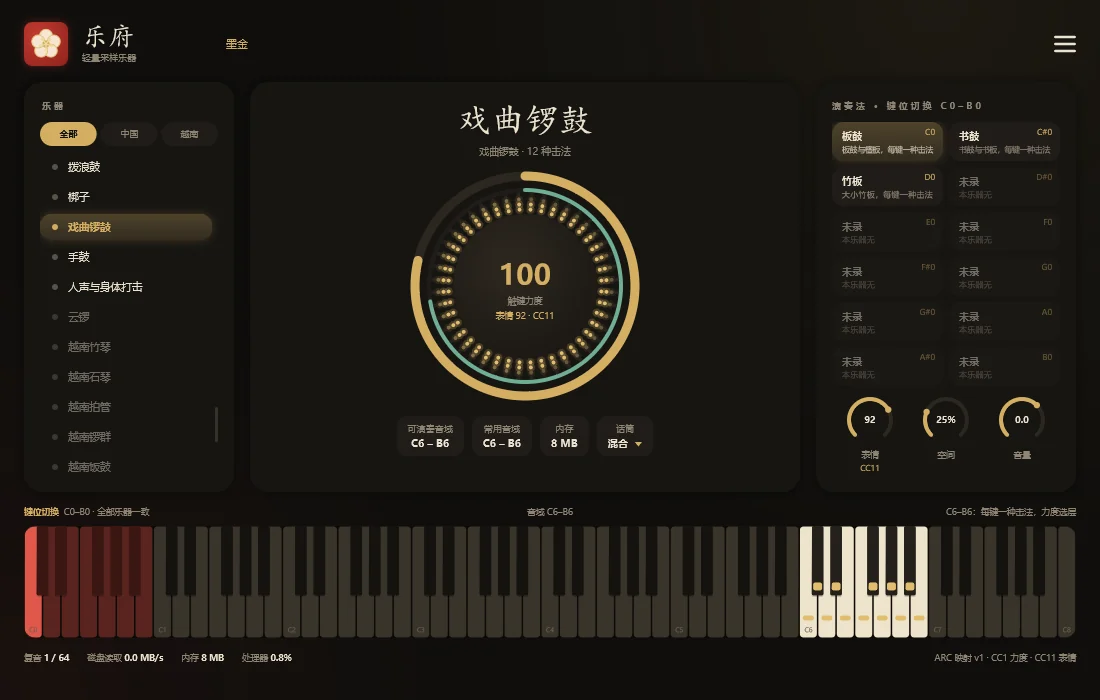 乐府
轻量采样乐器
墨金
乐器
全部 中国 越南
拨浪鼓
梆子
戏曲锣鼓
手鼓
人声与身体打击
云锣
越南竹琴
越南石琴
越南拍管
越南锣群
越南饭鼓
戏曲锣鼓
戏曲锣鼓 · 12 种击法
100
触键力度
表情 92 · CC11
可演奏音域
C6 – B6
常用音域
C6 – B6
内存
8 MB
话筒
混合
演奏法 • 键位切换 C0–B0
板鼓 C0
板鼓与檀板，每键一种击法
书鼓 C#0
书鼓与书板，每键一种击法
竹板 D0
大小竹板，每键一种击法
未录 D#0
本乐器无
未录 E0
本乐器无
未录 F0
本乐器无
未录 F#0
本乐器无
未录 G0
本乐器无
未录 G#0
本乐器无
未录 A0
本乐器无
未录 A#0
本乐器无
未录 B0
本乐器无
92
表情
CC11
25%
空间
0.0
音量
键位切换 C0–B0 · 全部乐器一致
音域 C6–B6
C6–B6：每键一种击法，力度选层
C0 C1 C2 C3 C4 C5 C6 C7 C8
复音 1 / 64 磁盘读取 0.0 MB/s 内存 8 MB 处理器 0.8%
ARC 映射 v1 · CC1 力度 · CC11 表情